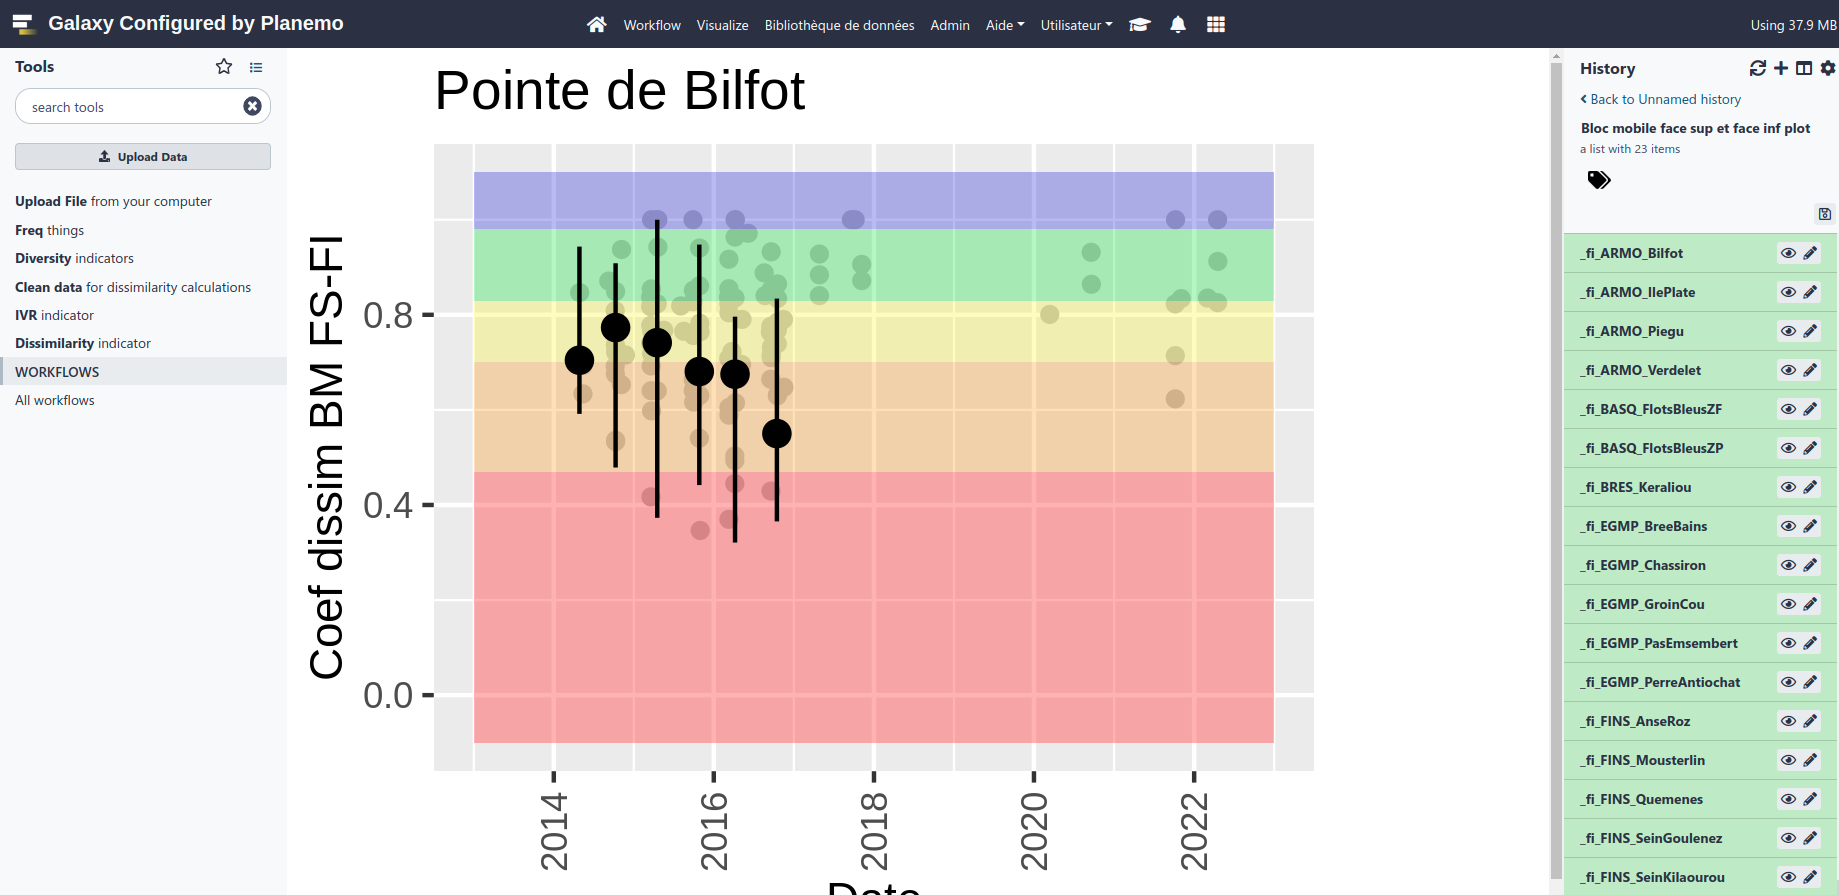 Galaxy Configured by Planemo
Workflow Visualize Bibliothèque de données Admin Aide Utilisateur
Using 37.9 MB
Tools
search tools
Upload Data
Upload File from your computer
Freq things
Diversity indicators
Clean data for dissimilarity calculations
IVR indicator
Dissimilarity indicator
WORKFLOWS
All workflows
Pointe de Bilfot
Coef dissim BM FS-FI
0.8
0.4
0.0
2014
2016
2018
2020
2022
Date
History
Back to Unnamed history
Bloc mobile face sup et face inf plot
a list with 23 items
_fi_ARMO_Bilfot
_fi_ARMO_IlePlate
_fi_ARMO_Piegu
_fi_ARMO_Verdelet
_fi_BASQ_FlotsBleusZF
_fi_BASQ_FlotsBleusZP
_fi_BRES_Keraliou
_fi_EGMP_BreeBains
_fi_EGMP_Chassiron
_fi_EGMP_GroinCou
_fi_EGMP_PasEmsembert
_fi_EGMP_PerreAntiochat
_fi_FINS_AnseRoz
_fi_FINS_Mousterlin
_fi_FINS_Quemenes
_fi_FINS_SeinGoulenez
_fi_FINS_SeinKilaourou